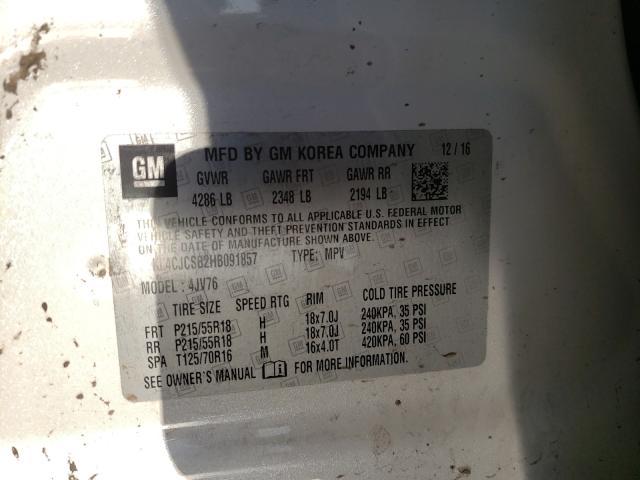 GM
MFD BY GM KOREA COMPANY 12/16
GVWR GAWR FRT GAWR RR
4286 LB 2348 LB 2194 LB
THIS VEHICLE CONFORMS TO ALL APPLICABLE U.S. FEDERAL MOTOR
VEHICLE SAFETY AND THEFT PREVENTION STANDARDS IN EFFECT
ON THE DATE OF MANUFACTURE SHOWN ABOVE.
TYPE: MPV
MODEL: 4JV76
TIRE SIZE SPEED RTG RIM COLD TIRE PRESSURE
FRT P215/55R18 H 18x7.0J 240KPA, 35 PSI
RR P215/55R18 H 18x7.0J 240KPA, 35 PSI
SPA T125/70R16 M 16x4.0T 420KPA, 60 PSI
SEE OWNER'S MANUAL FOR MORE INFORMATION.